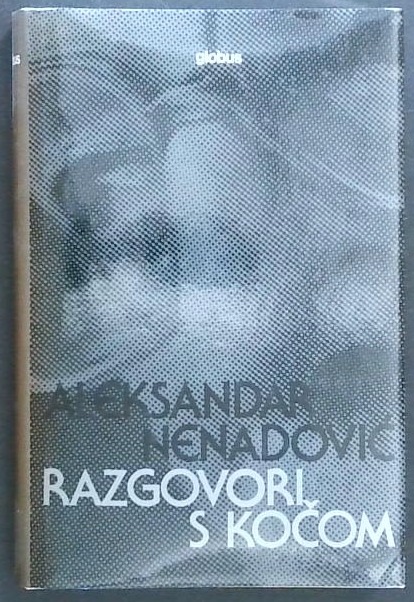 globus
ALEKSANDAR
NENADOVIĆ
RAZGOVORI
S KOČOM